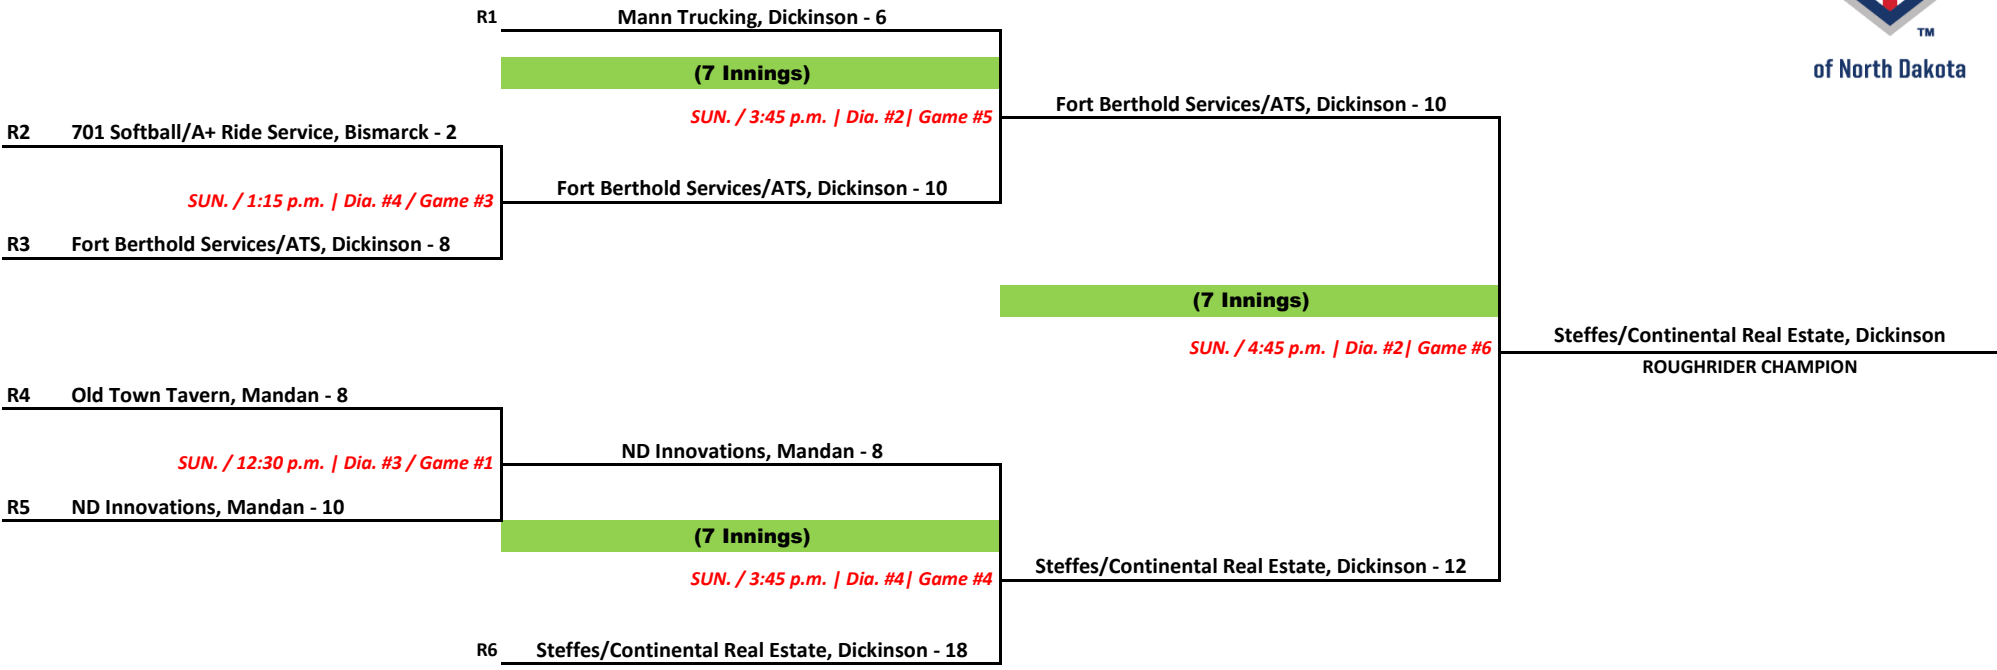 R1 Mann Trucking, Dickinson - 6
TM
of North Dakota
(7 Innings)
SUN. / 3:45 p.m. | Dia. #2| Game #5
Fort Berthold Services/ATS, Dickinson - 10
R2 701 Softball/A+ Ride Service, Bismarck - 2
SUN. / 1:15 p.m. | Dia. #4 / Game #3
Fort Berthold Services/ATS, Dickinson - 10
R3 Fort Berthold Services/ATS, Dickinson - 8
(7 Innings)
SUN. / 4:45 p.m. | Dia. #2| Game #6
Steffes/Continental Real Estate, Dickinson
ROUGHRIDER CHAMPION
R4 Old Town Tavern, Mandan - 8
SUN. / 12:30 p.m. | Dia. #3 / Game #1
ND Innovations, Mandan - 8
R5 ND Innovations, Mandan - 10
(7 Innings)
SUN. / 3:45 p.m. | Dia. #4| Game #4
Steffes/Continental Real Estate, Dickinson - 12
R6 Steffes/Continental Real Estate, Dickinson - 18